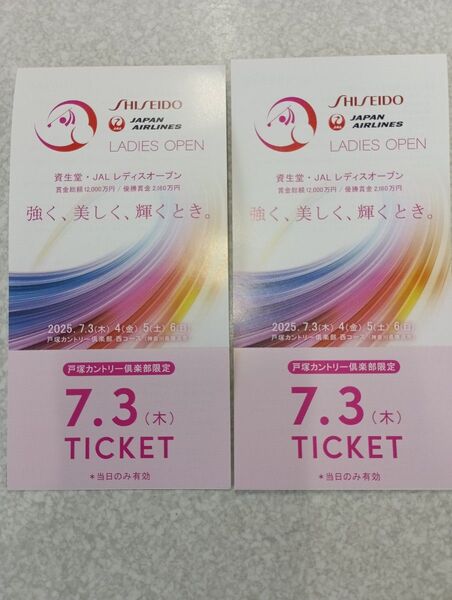 SHISEIDO
JAL
JAPAN
AIRLINES
LADIES OPEN
資生堂・JAL レディスオープン
賞金総額12,000万円 / 優勝賞金2,160万円
強く、美しく、輝くとき。
2025. 7.3(木) 4(金) 5(土) 6(日)
戸塚カントリー倶楽部 西コース
戸塚カントリー倶楽部限定
7.3(木)
TICKET
*当日のみ有効
SHISEIDO
JAL
JAPAN
AIRLINES
LADIES OPEN
資生堂・JAL レディスオープン
賞金総額12,000万円 / 優勝賞金2,160万円
強く、美しく、輝くとき。
2025. 7.3(木) 4(金) 5(土) 6(日)
戸塚カントリー倶楽部 西コース
戸塚カントリー倶楽部限定
7.3(木)
TICKET
*当日のみ有効